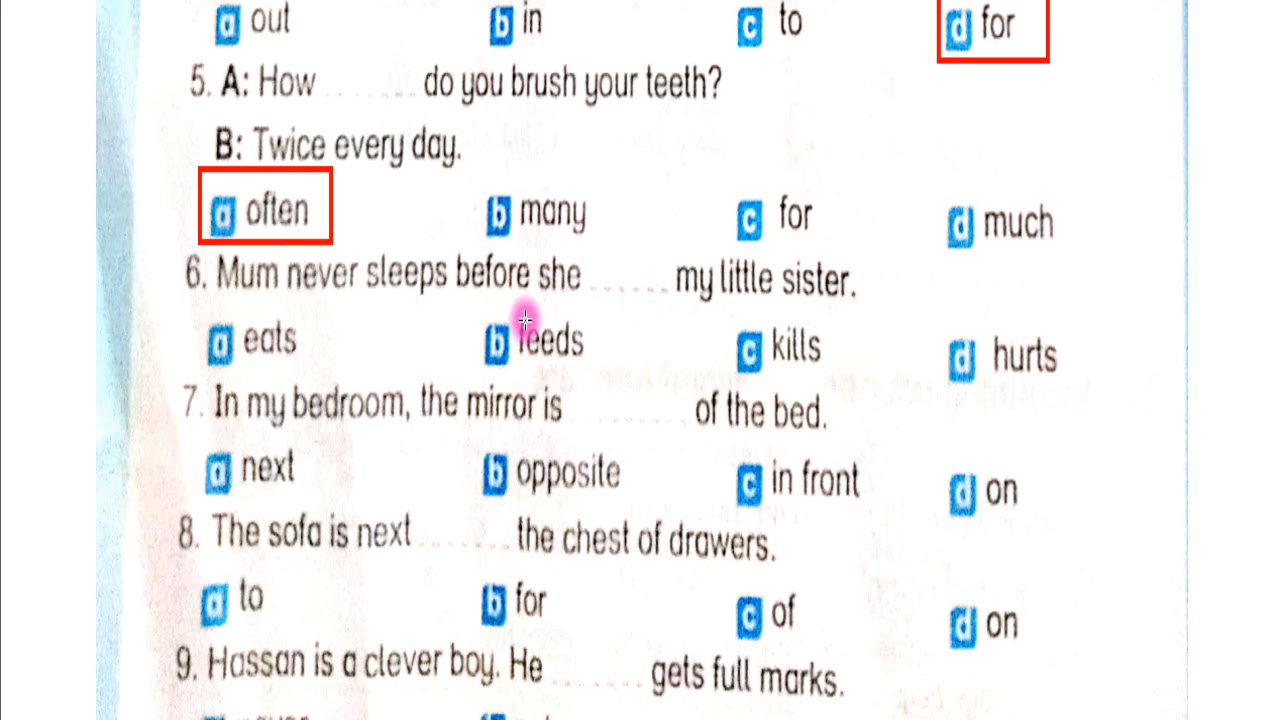 a out b in c to d for
5. A: How ...... do you brush your teeth?
B: Twice every day.
a often b many c for d much
6. Mum never sleeps before she ...... my little sister.
a eats b feeds c kills d hurts
7. In my bedroom, the mirror is ...... of the bed.
a next b opposite c in front d on
8. The sofa is next ...... the chest of drawers.
a to b for c of d on
9. Hassan is a clever boy. He ...... gets full marks.